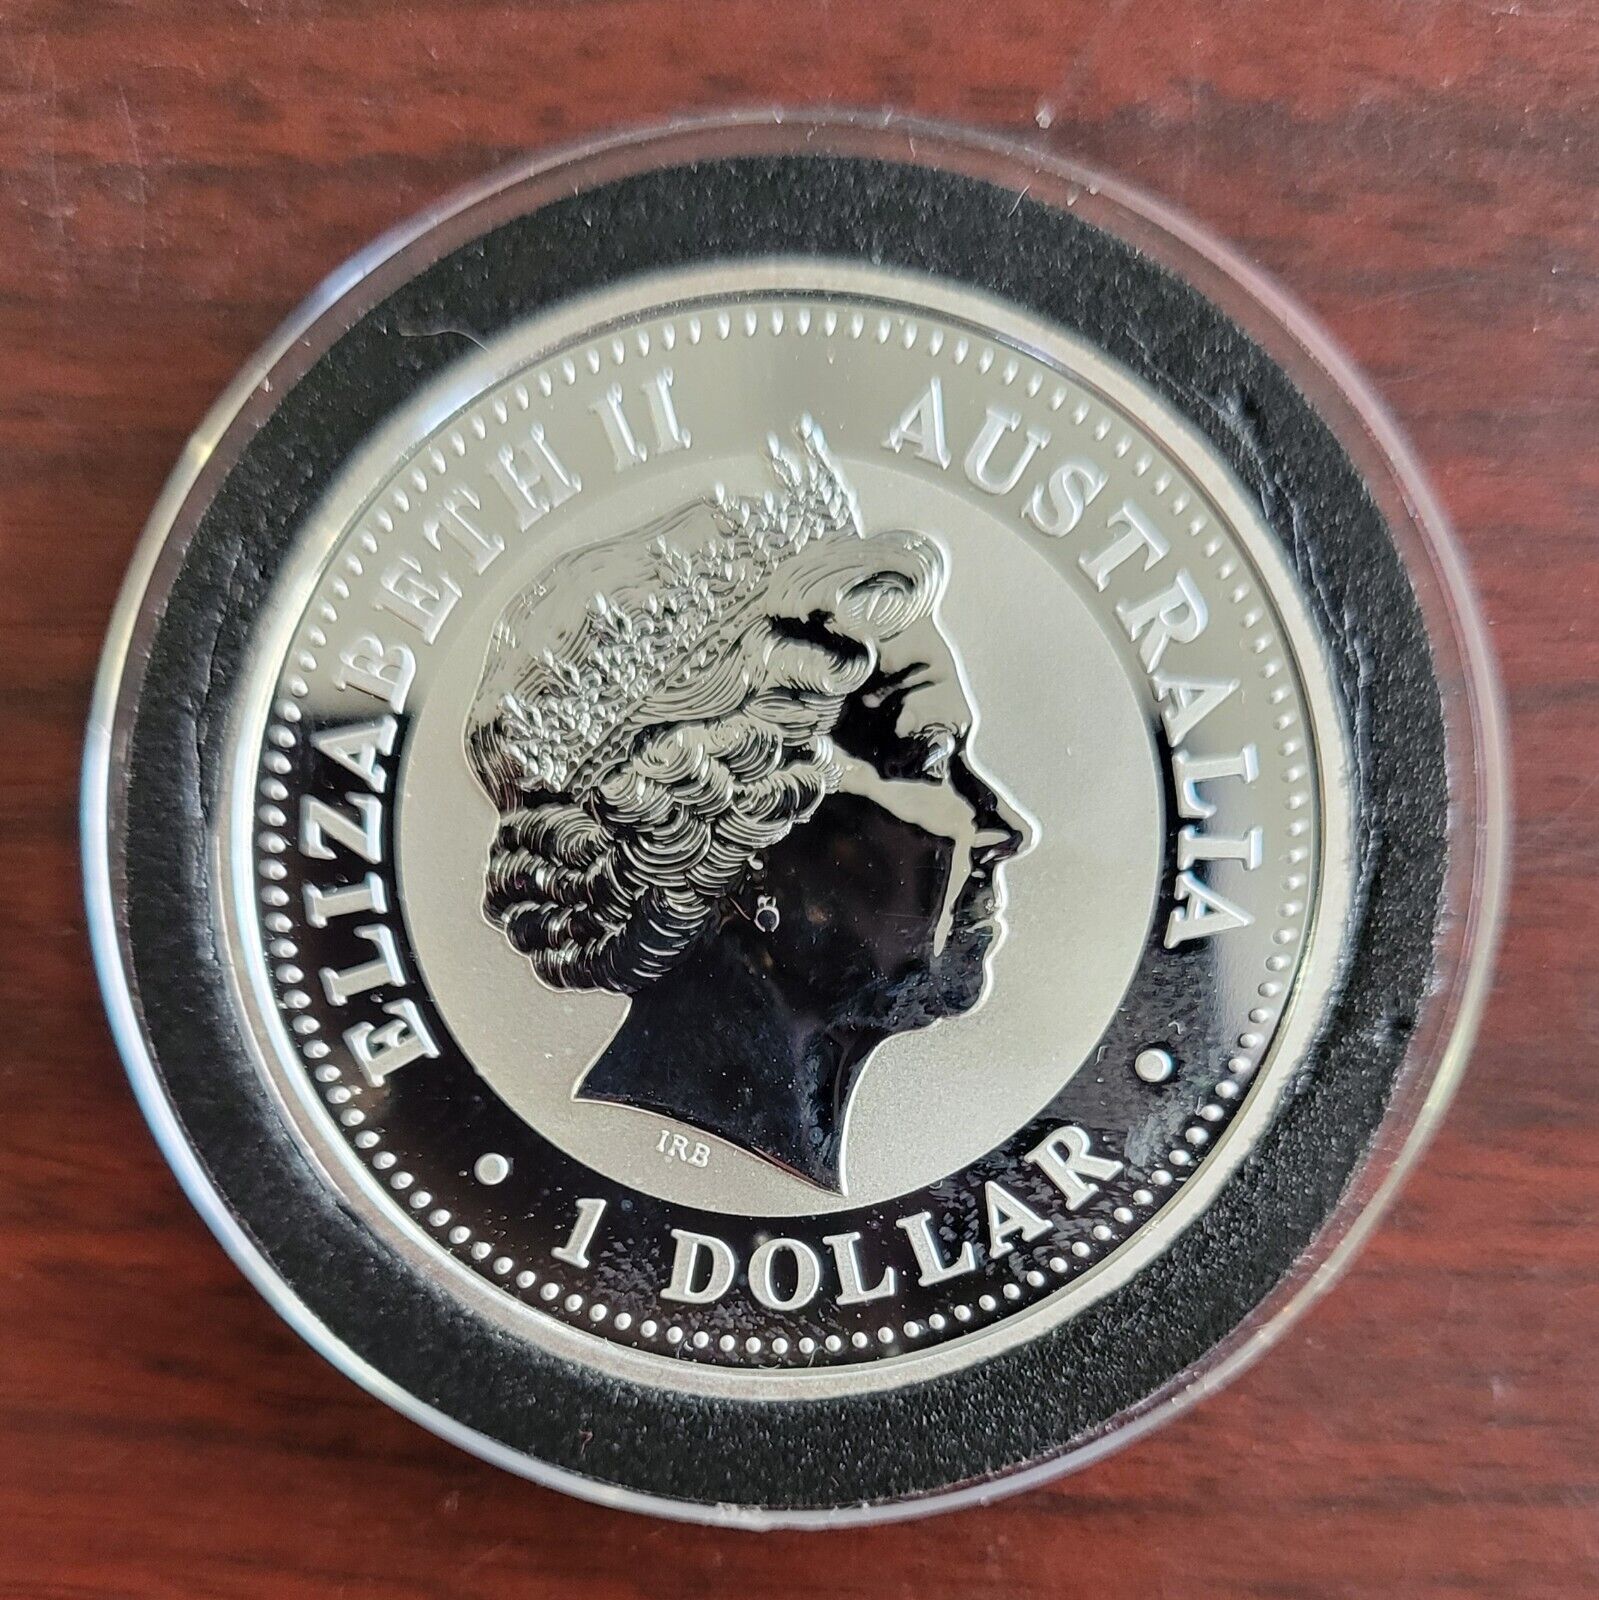 ELIZABETH II AUSTRALIA
IRB
• 1 DOLLAR •